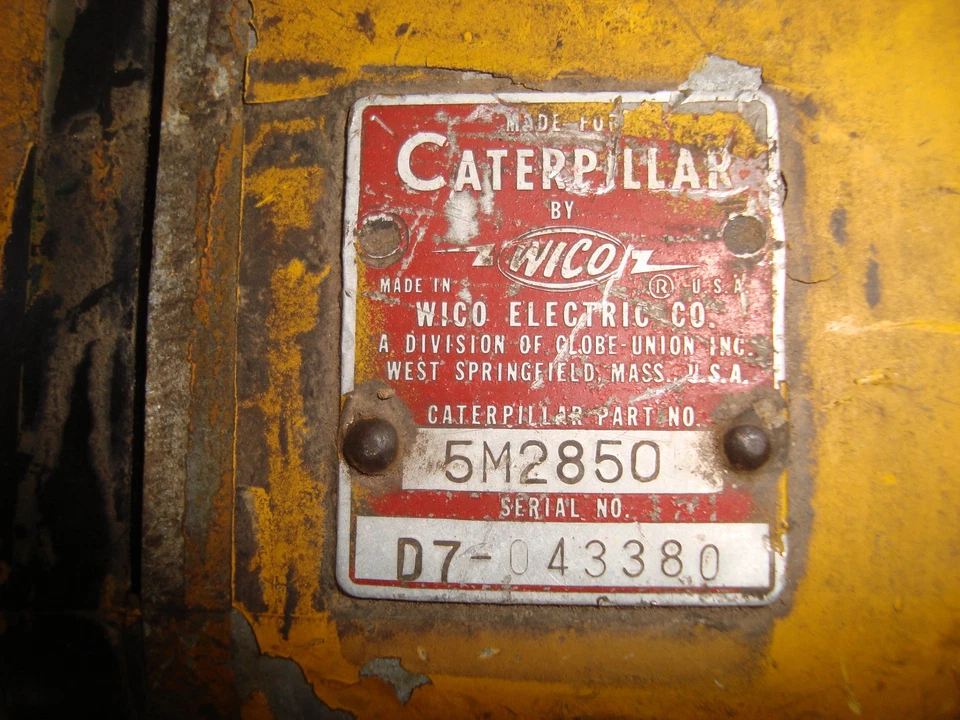 MADE FOR
CATERPILLAR
BY
WICO
MADE IN ® U.S.A.
WICO ELECTRIC CO.
A DIVISION OF GLOBE-UNION INC.
WEST SPRINGFIELD, MASS. U.S.A.
CATERPILLAR PART NO.
5M2850
SERIAL NO.
D7-043380